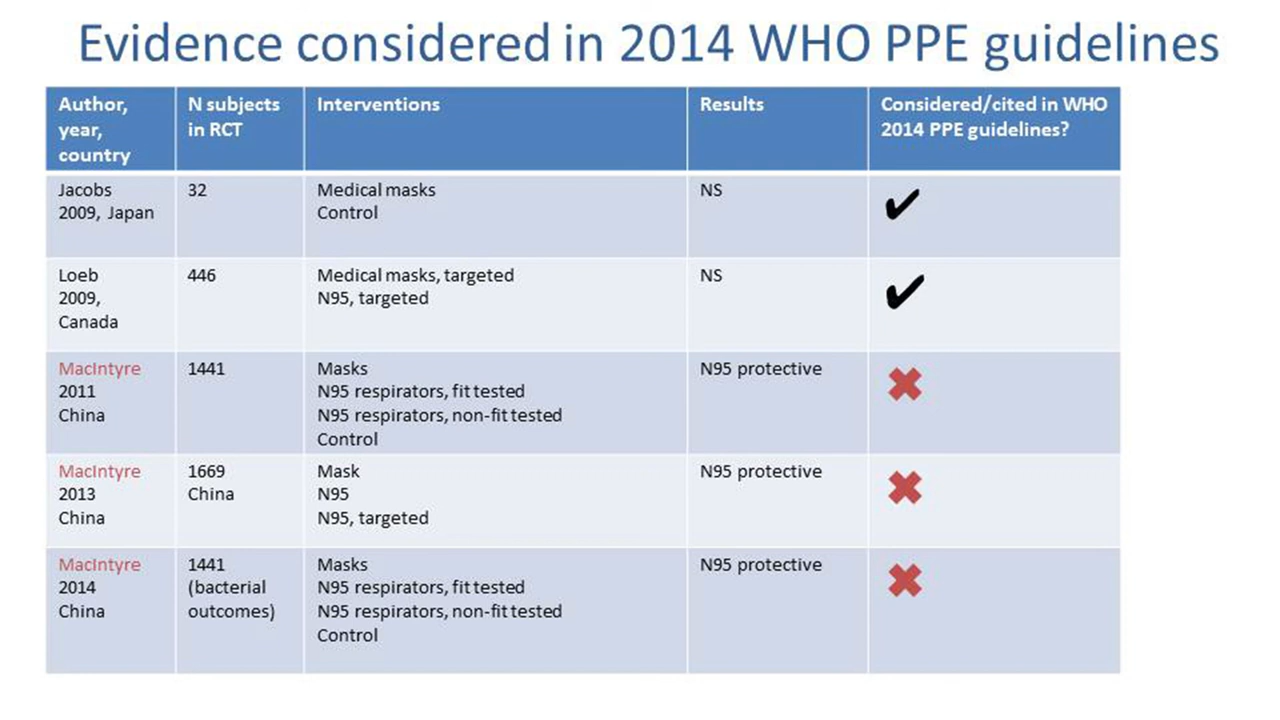 Evidence considered in 2014 WHO PPE guidelines
Author,
year,
country
N subjects
in RCT
Interventions
Results
Considered/cited in WHO
2014 PPE guidelines?
Jacobs
2009, Japan
32
Medical masks
Control
NS
✔
Loeb
2009,
Canada
446
Medical masks, targeted
N95, targeted
NS
✔
MacIntyre
2011
China
1441
Masks
N95 respirators, fit tested
N95 respirators, non-fit tested
Control
N95 protective
✖
MacIntyre
2013
China
1669
China
Mask
N95
N95, targeted
N95 protective
✖
MacIntyre
2014
China
1441
(bacterial
outcomes)
Masks
N95 respirators, fit tested
N95 respirators, non-fit tested
Control
N95 protective
✖